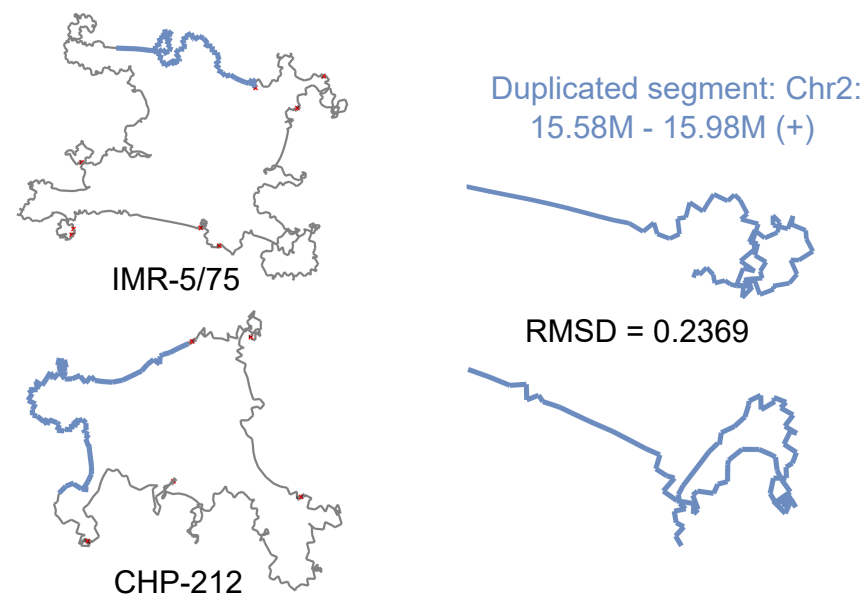 Duplicated segment: Chr2:
15.58M - 15.98M (+)
IMR-5/75
RMSD = 0.2369
CHP-212